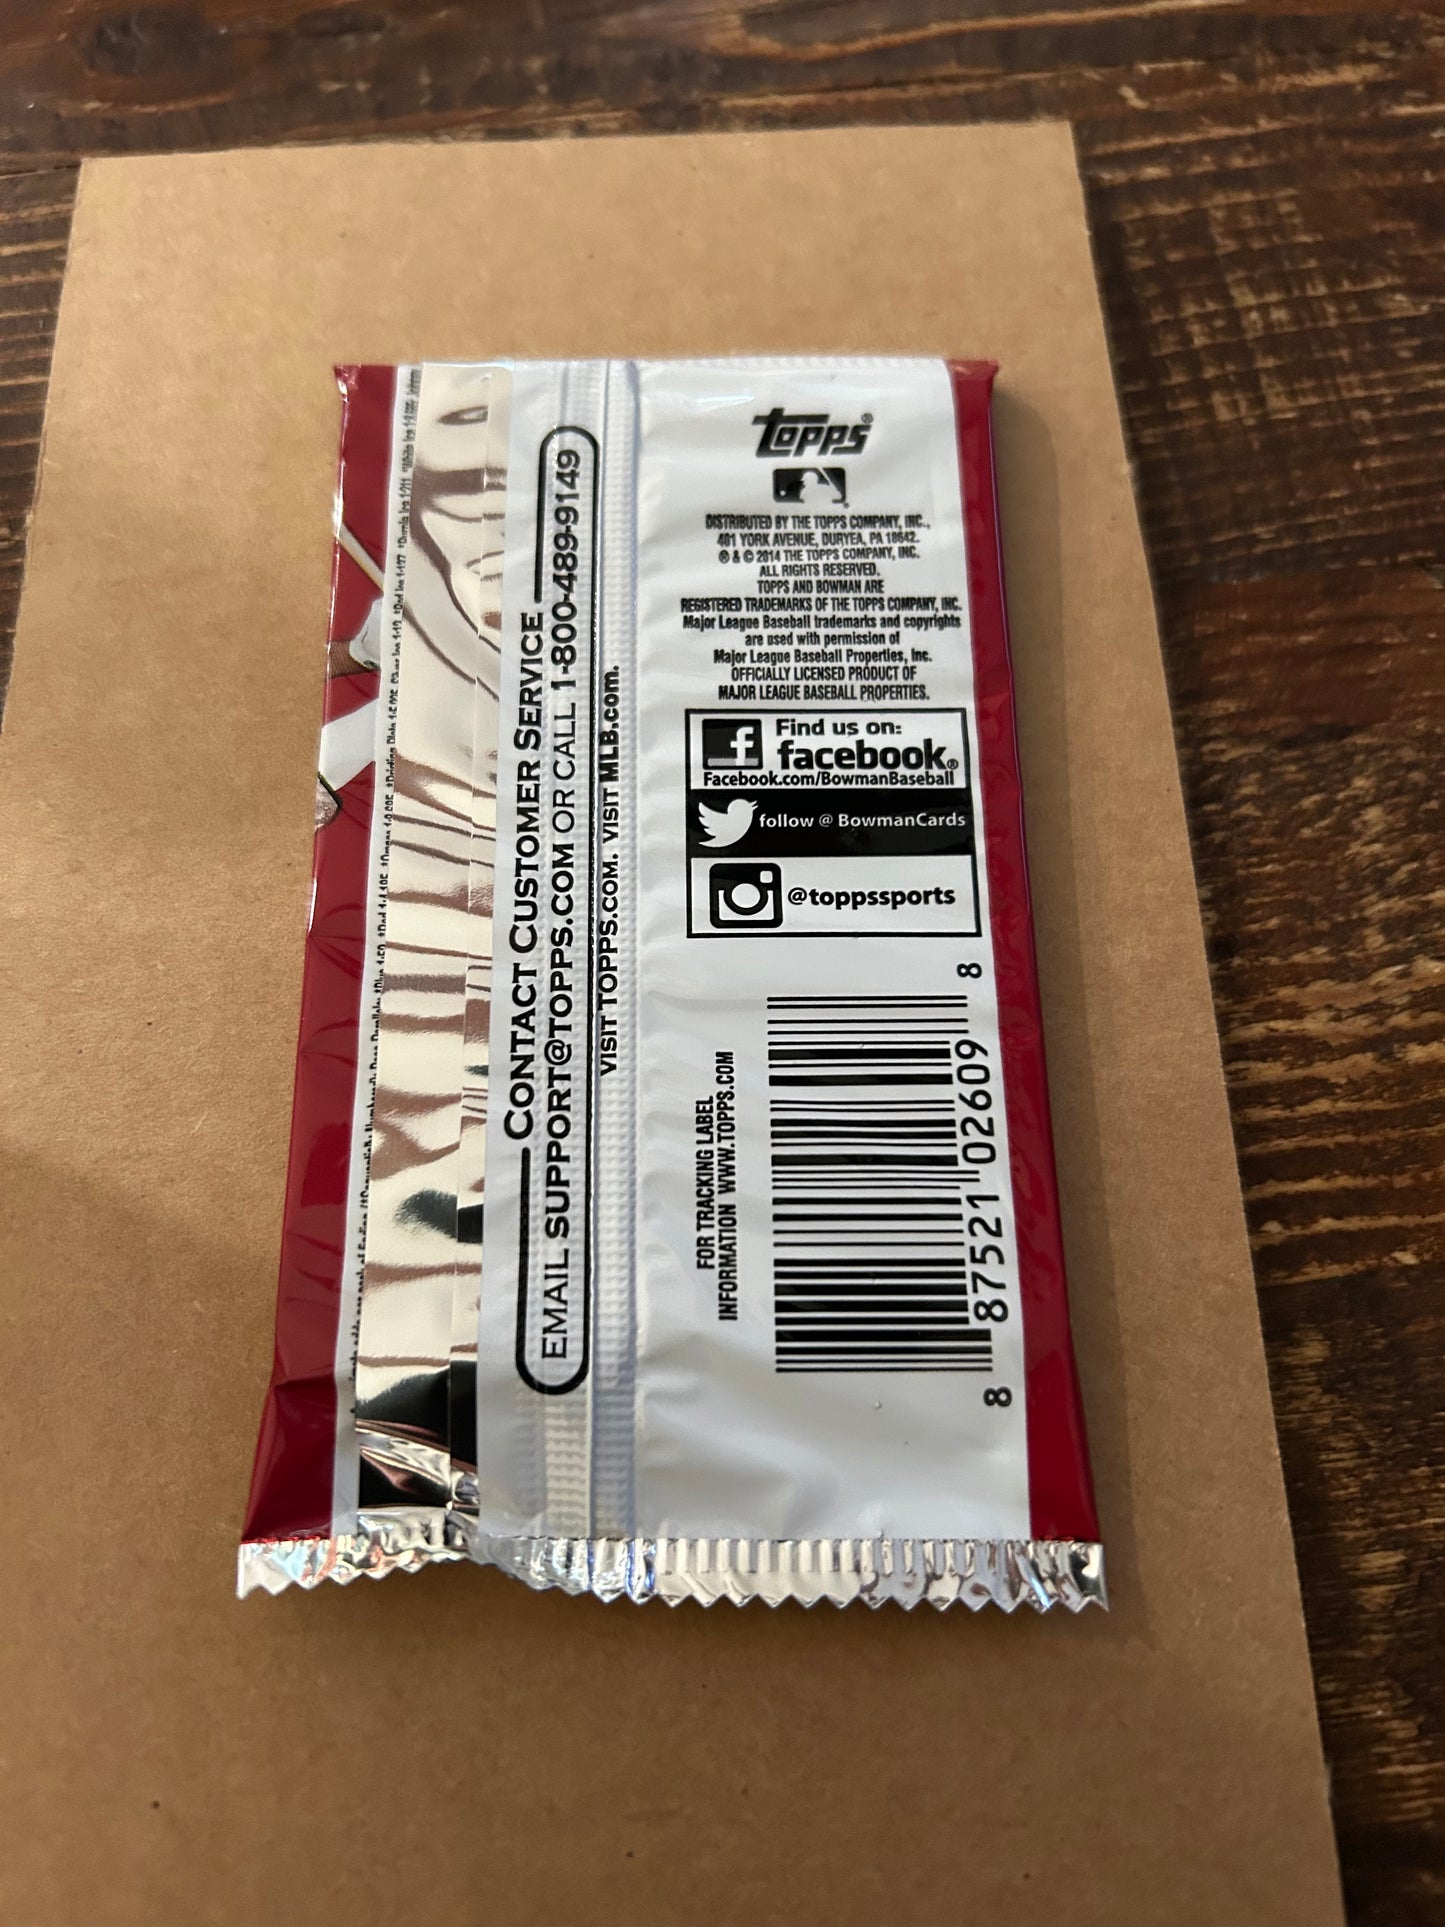 topps®
DISTRIBUTED BY THE TOPPS COMPANY, INC.,
401 YORK AVENUE, DURYEA, PA 18642.
® & © 2014 THE TOPPS COMPANY, INC.
ALL RIGHTS RESERVED.
TOPPS AND BOWMAN ARE
REGISTERED TRADEMARKS OF THE TOPPS COMPANY, INC.
Major League Baseball trademarks and copyrights
are used with permission of
Major League Baseball Properties, Inc.
OFFICIALLY LICENSED PRODUCT OF
MAJOR LEAGUE BASEBALL PROPERTIES.
f Find us on:
facebook®
Facebook.com/BowmanBaseball
follow @ BowmanCards
@toppssports
FOR TRACKING LABEL
INFORMATION WWW.TOPPS.COM
8 87521 02609 8
CONTACT CUSTOMER SERVICE
EMAIL SUPPORT@TOPPS.COM OR CALL 1-800-489-9149
VISIT TOPPS.COM. VISIT MLB.com.